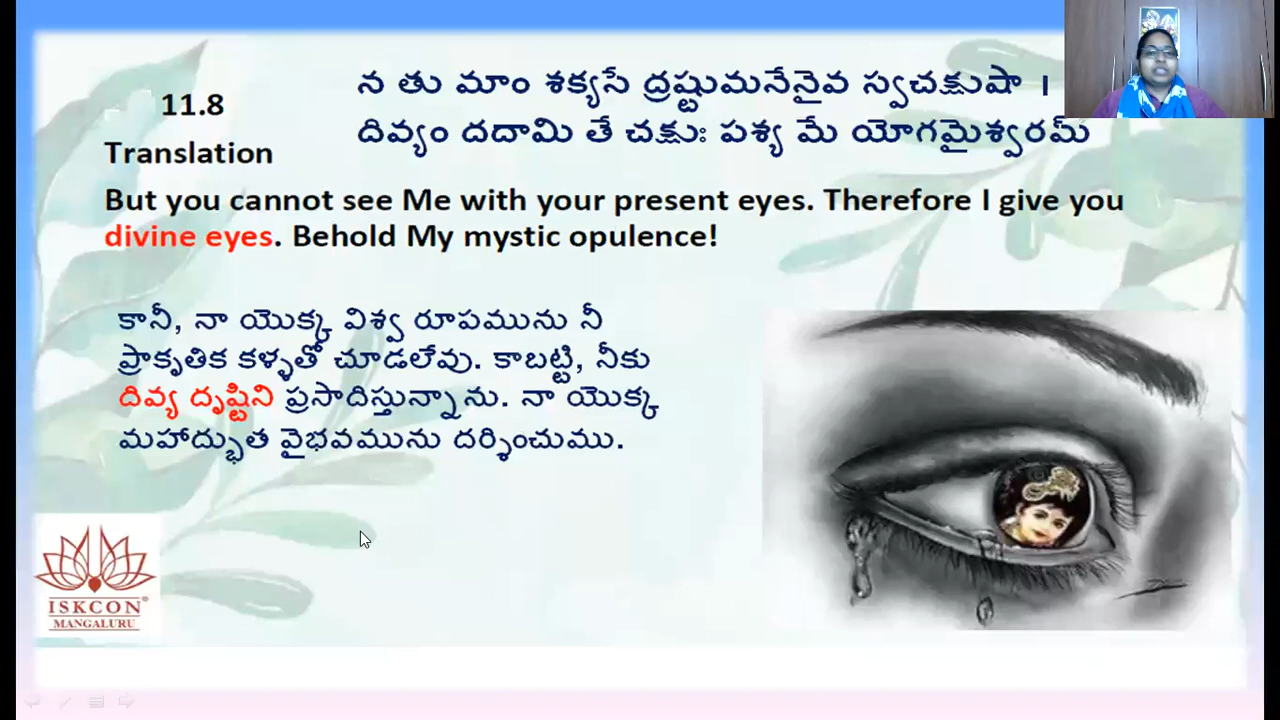 న తు మాం శక్యసే ద్రష్టుమనేనైవ స్వచక్షుషా ।
దివ్యం దదామి తే చక్షుః పశ్య మే యోగమైశ్వరమ్
11.8
Translation
But you cannot see Me with your present eyes. Therefore I give you
divine eyes. Behold My mystic opulence!
కానీ, నా యొక్క విశ్వ రూపమును నీ
ప్రాకృతిక కళ్ళతో చూడలేవు. కాబట్టి, నీకు
దివ్య దృష్టిని ప్రసాదిస్తున్నాను. నా యొక్క
మహాద్భుత వైభవమును దర్శించుము.
ISKCON®
MANGALURU